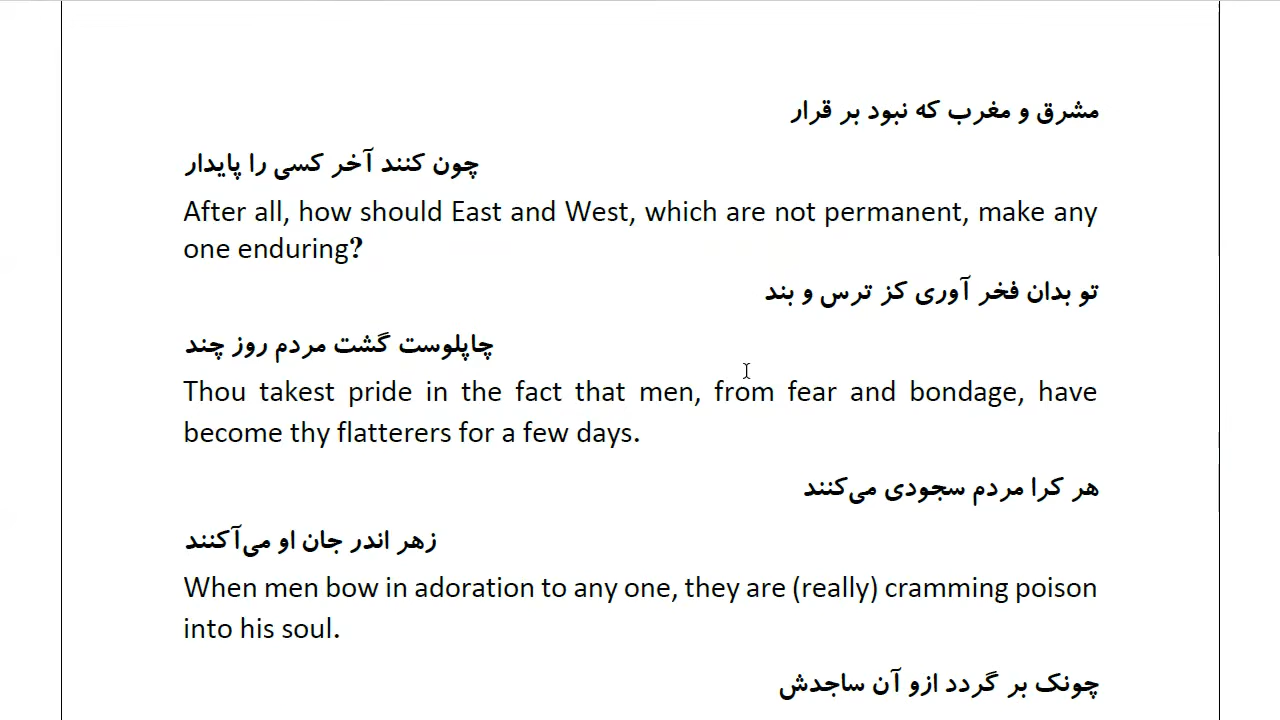 مشرق و مغرب که نبود بر قرار
چون کنند آخر کسی را پایدار
After all, how should East and West, which are not permanent, make any
one enduring?
تو بدان فخر آوری کز ترس و بند
چاپلوست گشت مردم روز چند
Thou takest pride in the fact that men, from fear and bondage, have
become thy flatterers for a few days.
هر کرا مردم سجودی می‌کنند
زهر اندر جان او می‌آکنند
When men bow in adoration to any one, they are (really) cramming poison
into his soul.
چونک بر گردد ازو آن ساجدش